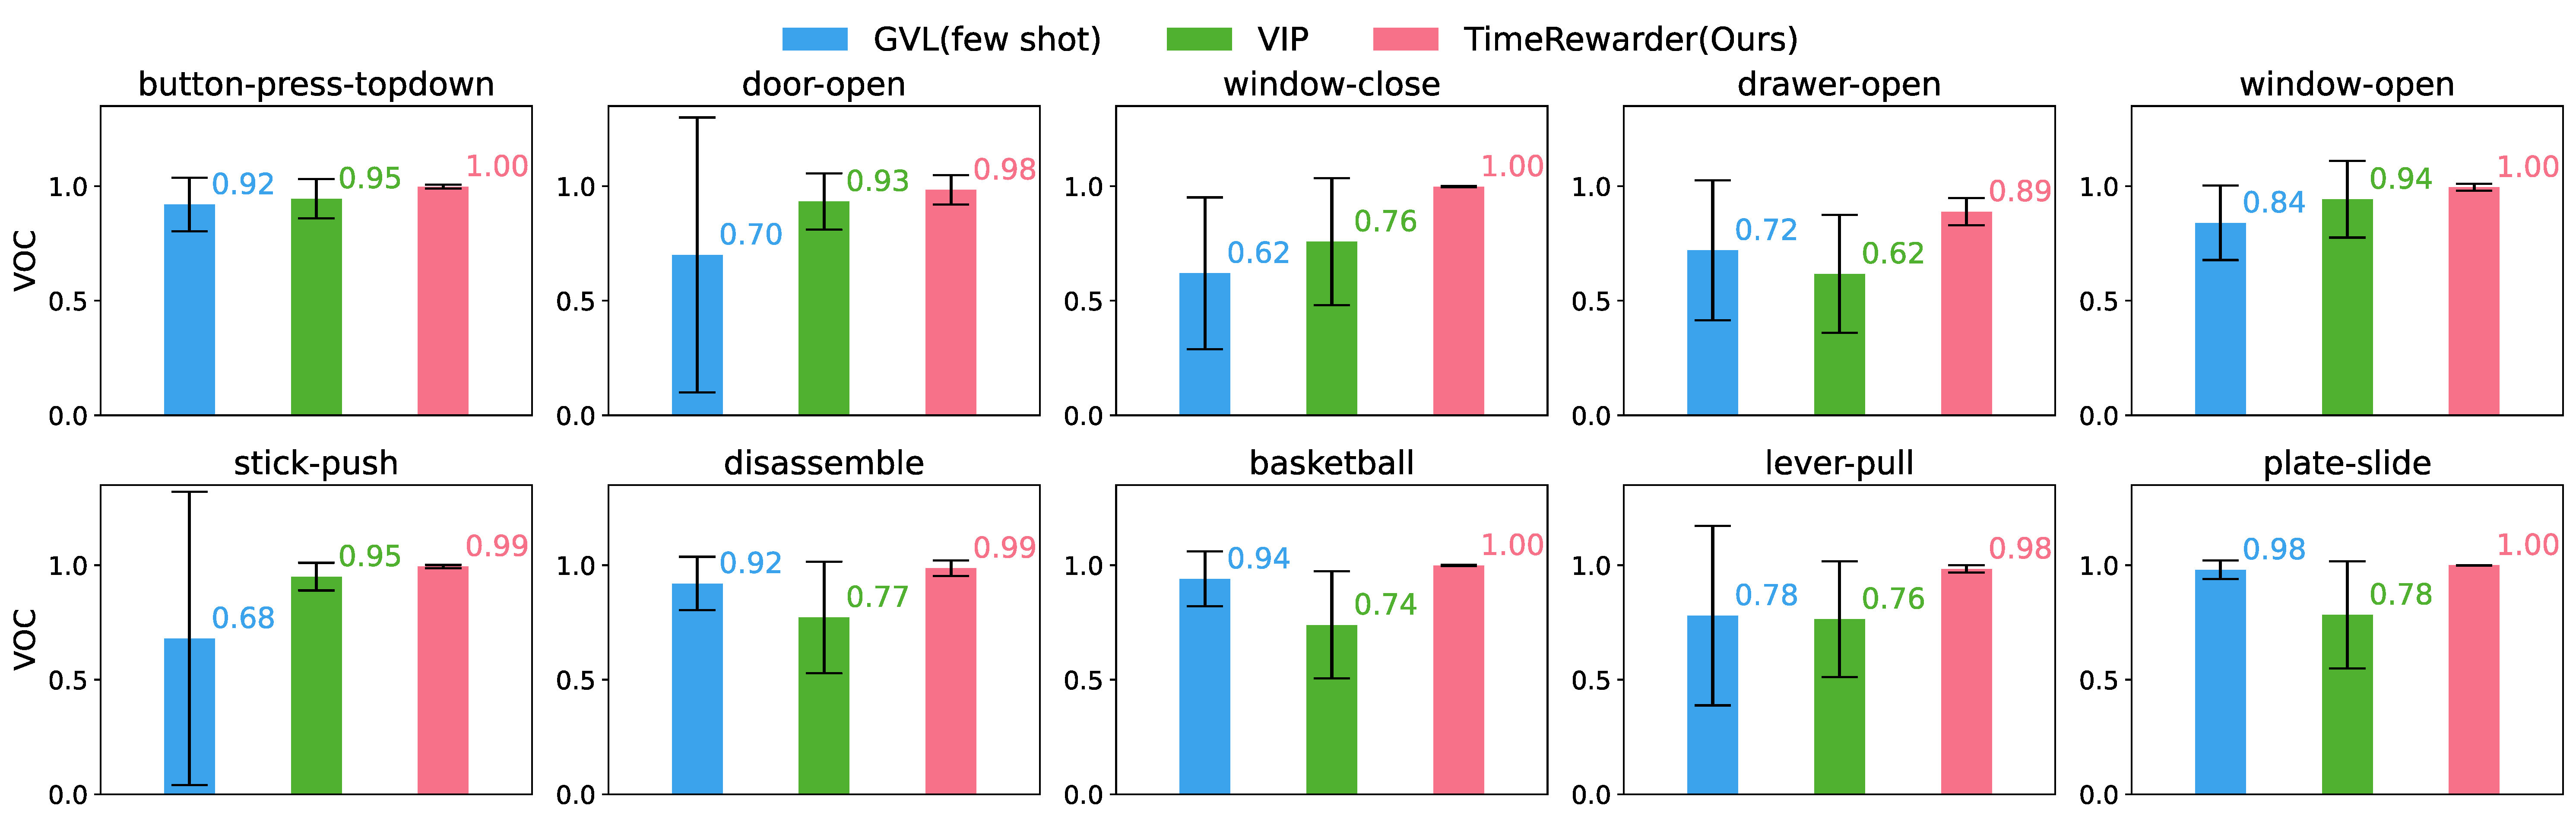 GVL(few shot) VIP TimeRewarder(Ours)
button-press-topdown door-open window-close drawer-open window-open
VOC
1.0 0.5 0.0 0.92 0.95 1.00
1.0 0.5 0.0 0.70 0.93 0.98
1.0 0.5 0.0 0.62 0.76 1.00
1.0 0.5 0.0 0.72 0.62 0.89
1.0 0.5 0.0 0.84 0.94 1.00
stick-push disassemble basketball lever-pull plate-slide
VOC
1.0 0.5 0.0 0.68 0.95 0.99
1.0 0.5 0.0 0.92 0.77 0.99
1.0 0.5 0.0 0.94 0.74 1.00
1.0 0.5 0.0 0.78 0.76 0.98
1.0 0.5 0.0 0.98 0.78 1.00